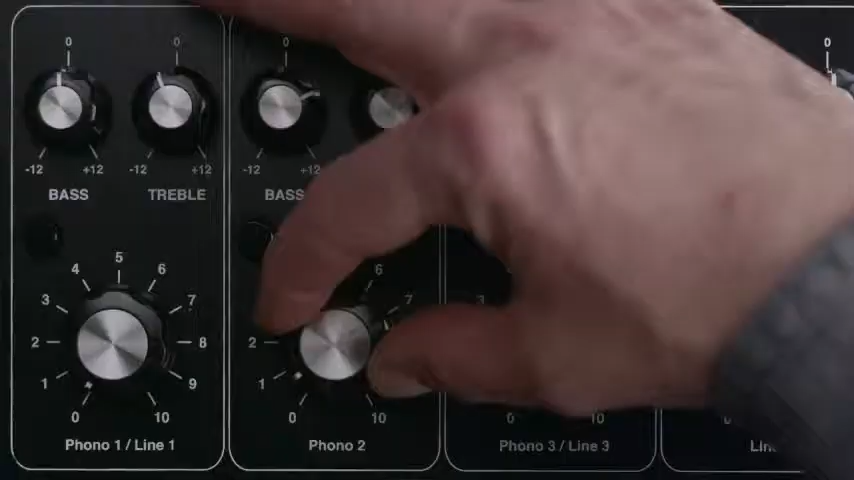 0 0 0 0
-12 +12 -12 +12 -12 +12
BASS TREBLE BASS
5
4 6 6
3 7 7 3
2 8 2
1 9 1
0 10 0 10 0 10 0
Phono 1 / Line 1 Phono 2 Phono 3 / Line 3